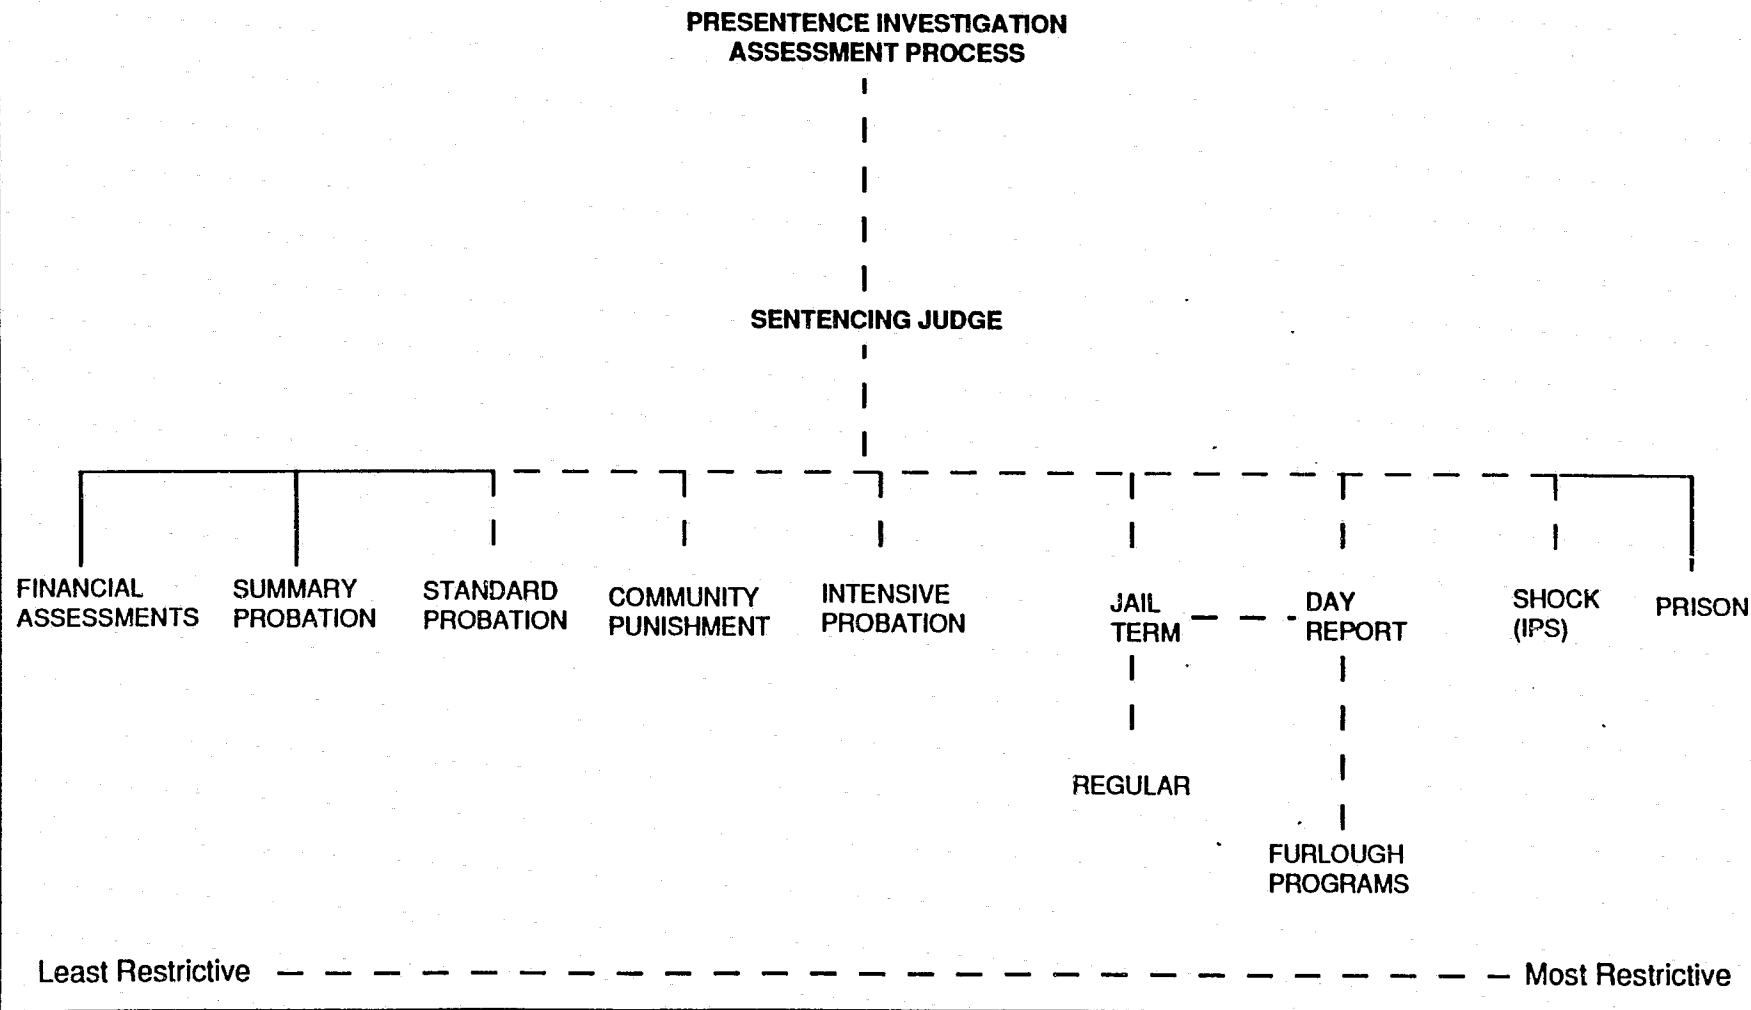 PRESENTENCE INVESTIGATION
ASSESSMENT PROCESS
SENTENCING JUDGE
FINANCIAL
ASSESSMENTS
SUMMARY
PROBATION
STANDARD
PROBATION
COMMUNITY
PUNISHMENT
INTENSIVE
PROBATION
JAIL
TERM
DAY
REPORT
SHOCK
(IPS)
PRISON
REGULAR
FURLOUGH
PROGRAMS
Least Restrictive
Most Restrictive